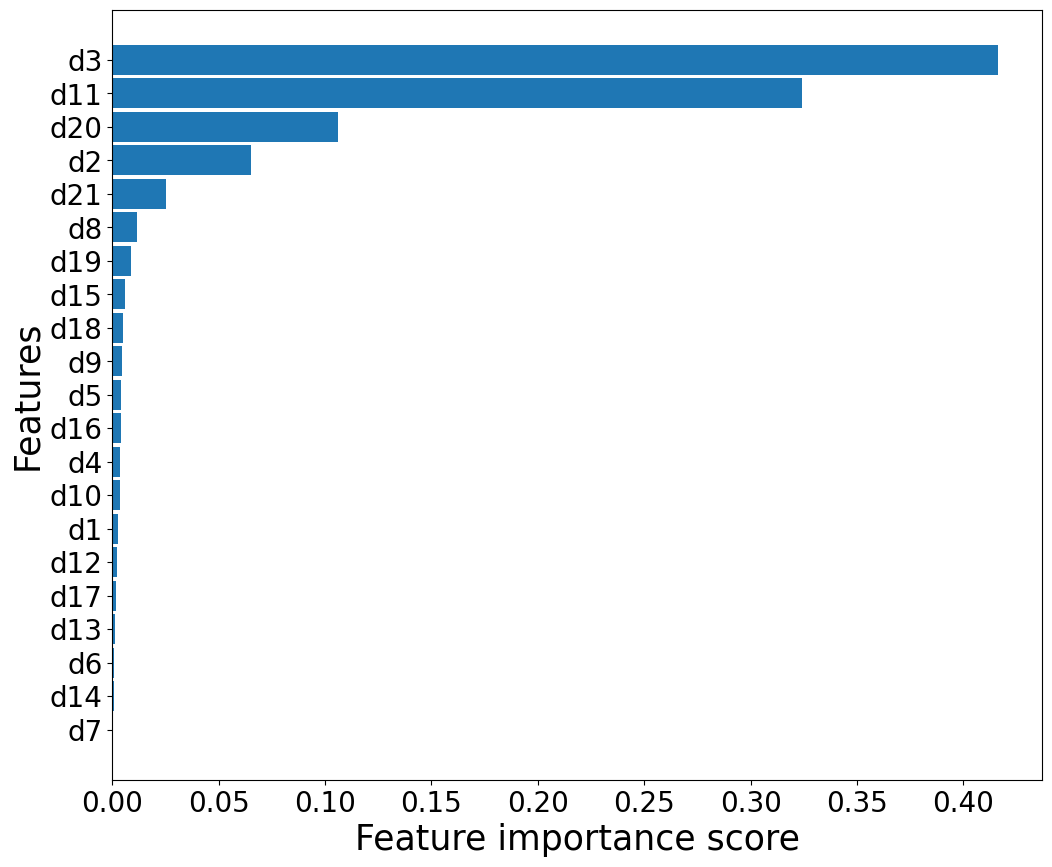 d3
d11
d20
d2
d21
d8
d19
d15
d18
d9
d5
d16
d4
d10
d1
d12
d17
d13
d6
d14
d7
Features
0.00 0.05 0.10 0.15 0.20 0.25 0.30 0.35 0.40
Feature importance score